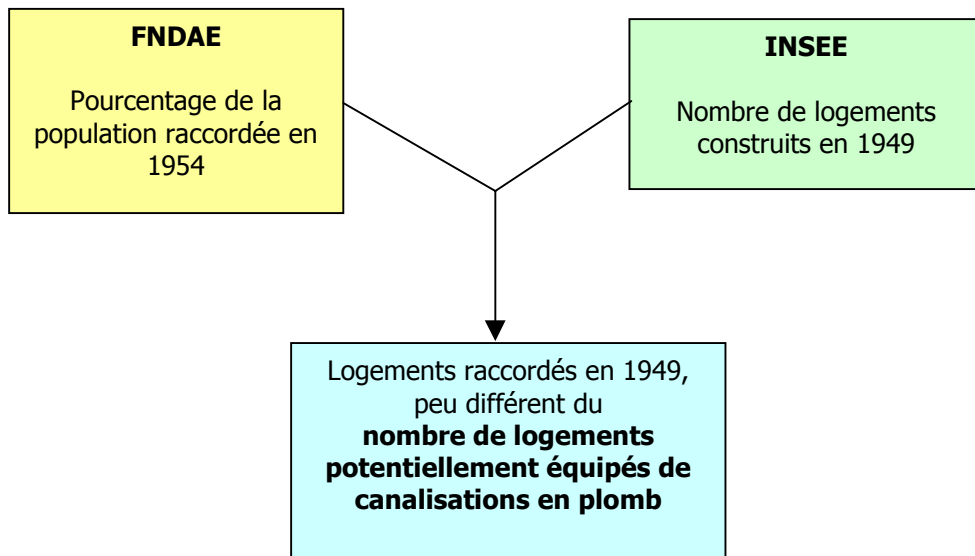 FNDAE
Pourcentage de la
population raccordée en
1954
INSEE
Nombre de logements
construits en 1949
Logements raccordés en 1949,
peu différent du
nombre de logements
potentiellement équipés de
canalisations en plomb